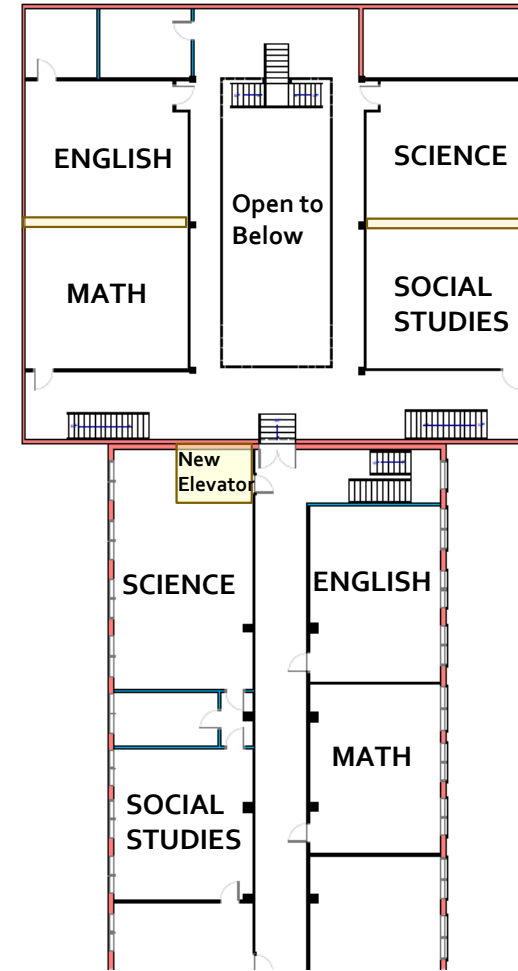 ENGLISH
SCIENCE
Open to
Below
MATH
SOCIAL
STUDIES
New
Elevator
SCIENCE
ENGLISH
MATH
SOCIAL
STUDIES